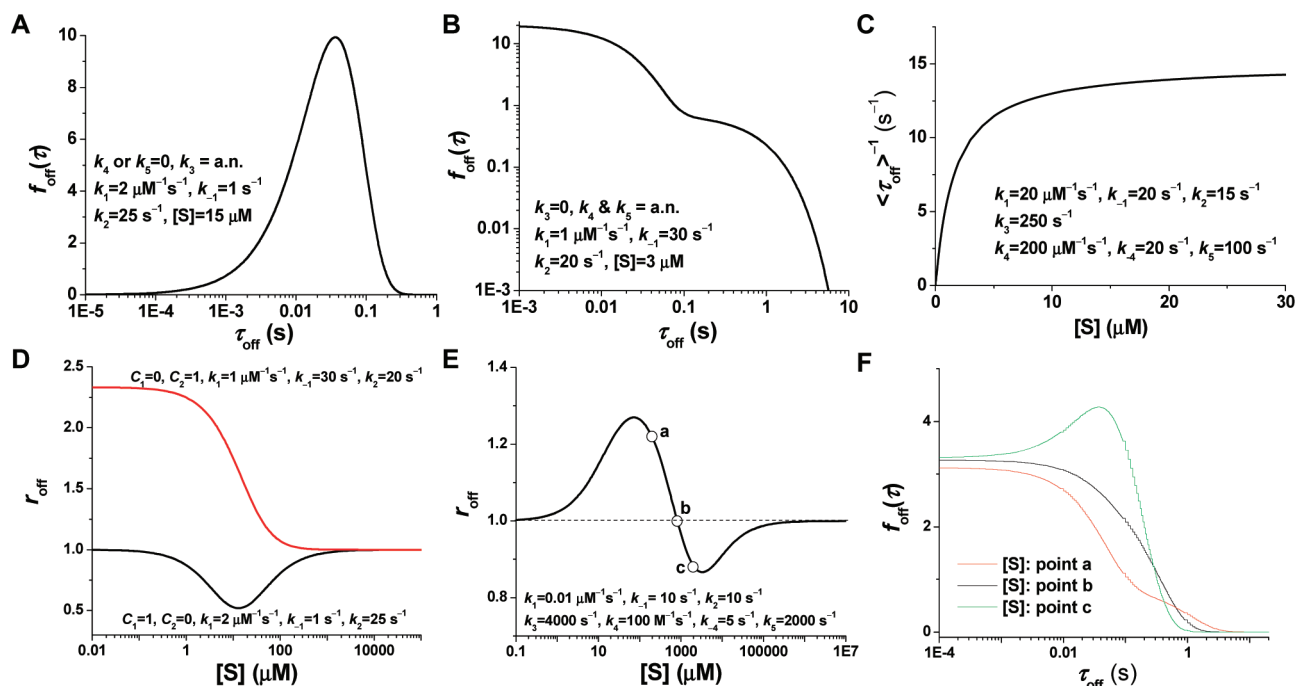 A
f_off(τ)
10
8
6
4
2
0
k₄ or k₅=0, k₃ = a.n.
k₁=2 μM⁻¹s⁻¹, k₋₁=1 s⁻¹
k₂=25 s⁻¹, [S]=15 μM
1E-5 1E-4 1E-3 0.01 0.1 1
τ_off (s)
B
f_off(τ)
10
1
0.1
0.01
1E-3
k₃=0, k₄ & k₅ = a.n.
k₁=1 μM⁻¹s⁻¹, k₋₁=30 s⁻¹
k₂=20 s⁻¹, [S]=3 μM
1E-3 0.01 0.1 1 10
τ_off (s)
C
<τ_off>⁻¹ (s⁻¹)
15
10
5
0
k₁=20 μM⁻¹s⁻¹, k₋₁=20 s⁻¹, k₂=15 s⁻¹
k₃=250 s⁻¹
k₄=200 μM⁻¹s⁻¹, k₋₄=20 s⁻¹, k₅=100 s⁻¹
0 10 20 30
[S] (μM)
D
r_off
2.5
2.0
1.5
1.0
0.5
C₁=0, C₂=1, k₁=1 μM⁻¹s⁻¹, k₋₁=30 s⁻¹, k₂=20 s⁻¹
C₁=1, C₂=0, k₁=2 μM⁻¹s⁻¹, k₋₁=1 s⁻¹, k₂=25 s⁻¹
0.01 1 100 10000
[S] (μM)
E
r_off
1.4
1.2
1.0
0.8
a
b
c
k₁=0.01 μM⁻¹s⁻¹, k₋₁= 10 s⁻¹, k₂=10 s⁻¹
k₃=4000 s⁻¹, k₄=100 M⁻¹s⁻¹, k₋₄=5 s⁻¹, k₅=2000 s⁻¹
0.1 10 1000 100000 1E7
[S] (μM)
F
f_off(τ)
4
2
0
[S]: point a
[S]: point b
[S]: point c
1E-4 0.01 0.1 1
τ_off (s)